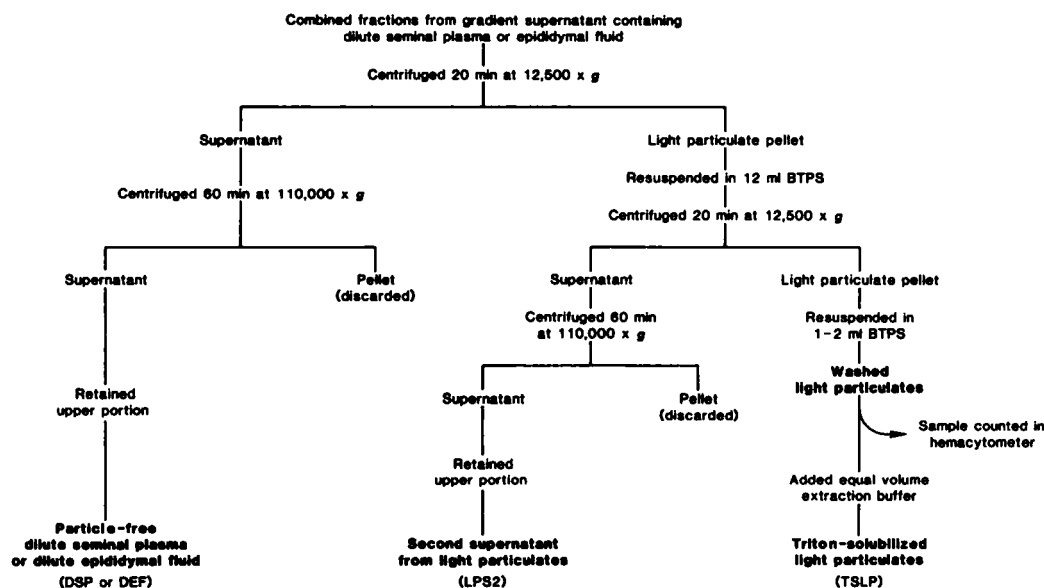 Combined fractions from gradient supernatant containing
dilute seminal plasma or epididymal fluid
Centrifuged 20 min at 12,500 x g
Supernatant
Light particulate pellet
Centrifuged 60 min at 110,000 x g
Resuspended in 12 ml BTPS
Centrifuged 20 min at 12,500 x g
Supernatant
Pellet
(discarded)
Supernatant
Light particulate pellet
Centrifuged 60 min
at 110,000 x g
Resuspended in
1-2 ml BTPS
Washed
light particulates
Retained
upper portion
Supernatant
Pellet
(discarded)
Sample counted in
hemacytometer
Retained
upper portion
Added equal volume
extraction buffer
Particle-free
dilute seminal plasma
or dilute epididymal fluid
(DSP or DEF)
Second supernatant
from light particulates
(LPS2)
Triton-solubilized
light particulates
(TSLP)